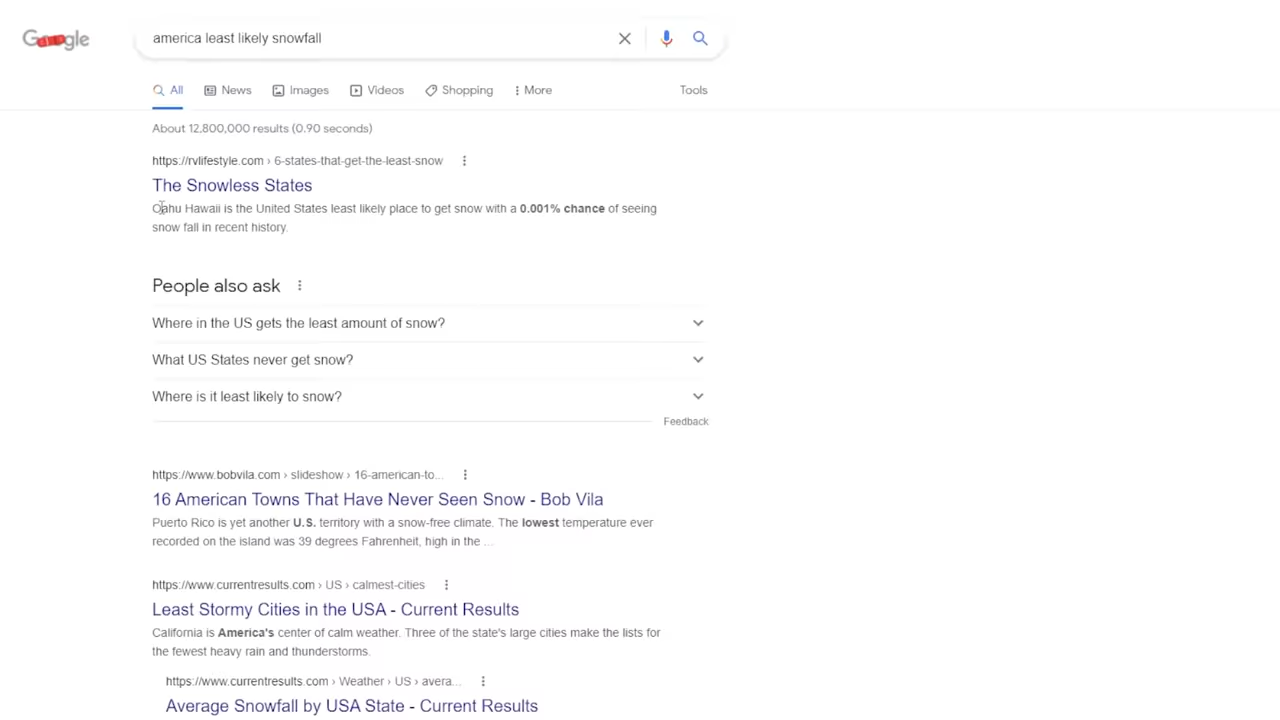 Google
america least likely snowfall
All News Images Videos Shopping More Tools
About 12,800,000 results (0.90 seconds)
https://rvlifestyle.com › 6-states-that-get-the-least-snow
The Snowless States
Oahu Hawaii is the United States least likely place to get snow with a 0.001% chance of seeing
snow fall in recent history.
People also ask
Where in the US gets the least amount of snow?
What US States never get snow?
Where is it least likely to snow?
Feedback
https://www.bobvila.com › slideshow › 16-american-to...
16 American Towns That Have Never Seen Snow - Bob Vila
Puerto Rico is yet another U.S. territory with a snow-free climate. The lowest temperature ever
recorded on the island was 39 degrees Fahrenheit, high in the ...
https://www.currentresults.com › US › calmest-cities
Least Stormy Cities in the USA - Current Results
California is America's center of calm weather. Three of the state's large cities make the lists for
the fewest heavy rain and thunderstorms.
https://www.currentresults.com › Weather › US › avera...
Average Snowfall by USA State - Current Results